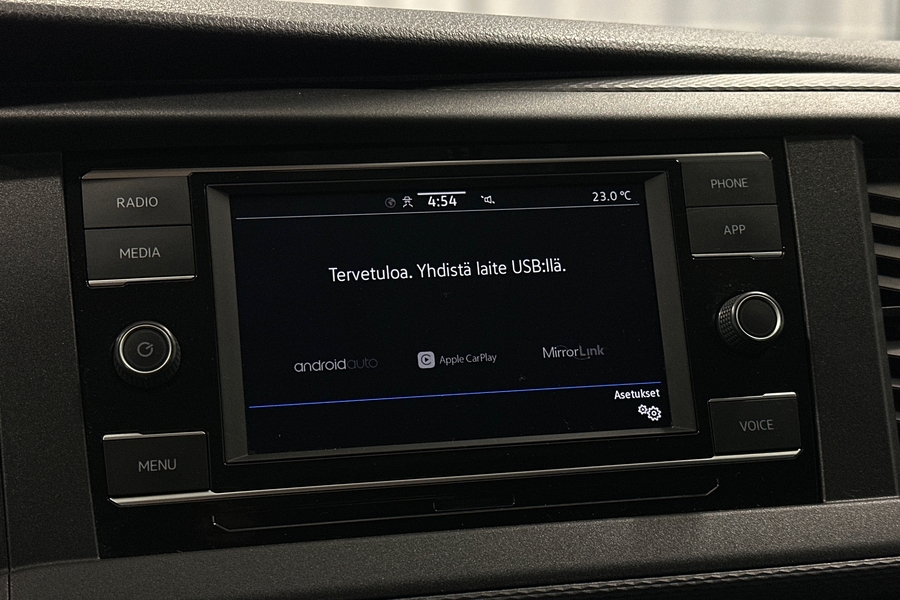 RADIO
MEDIA
MENU
4:54
23.0 °C
Tervetuloa. Yhdistä laite USB:llä.
androidauto
Apple CarPlay
MirrorLink
Asetukset
PHONE
APP
VOICE